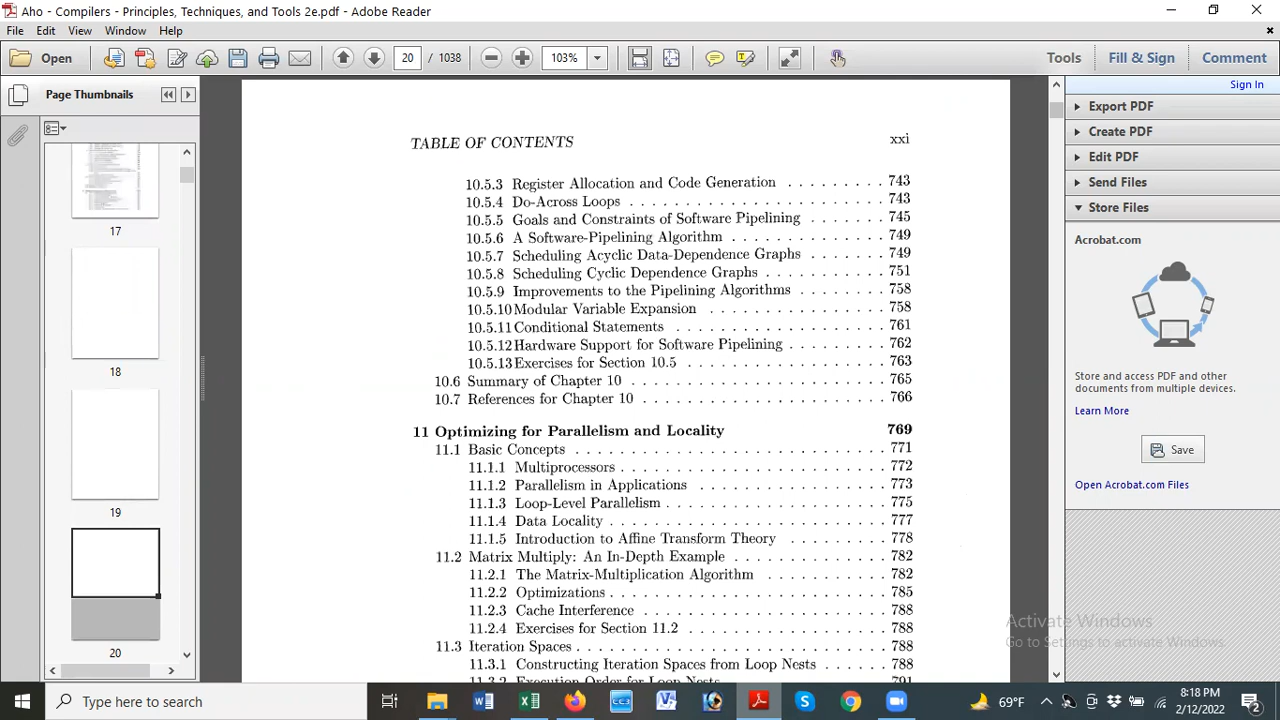 Aho - Compilers - Principles, Techniques, and Tools 2e.pdf - Adobe Reader
File Edit View Window Help
Open 20 / 1038 103% Tools Fill & Sign Comment
Sign In
Page Thumbnails
17
18
19
20
TABLE OF CONTENTS xxi
10.5.3 Register Allocation and Code Generation . . . . . . . . . 743
10.5.4 Do-Across Loops . . . . . . . . . . . . . . . . . . . . . . 743
10.5.5 Goals and Constraints of Software Pipelining . . . . . . . 745
10.5.6 A Software-Pipelining Algorithm . . . . . . . . . . . . . 749
10.5.7 Scheduling Acyclic Data-Dependence Graphs . . . . . . . 749
10.5.8 Scheduling Cyclic Dependence Graphs . . . . . . . . . . 751
10.5.9 Improvements to the Pipelining Algorithms . . . . . . . . 758
10.5.10 Modular Variable Expansion . . . . . . . . . . . . . . . 758
10.5.11 Conditional Statements . . . . . . . . . . . . . . . . . 761
10.5.12 Hardware Support for Software Pipelining . . . . . . . . 762
10.5.13 Exercises for Section 10.5 . . . . . . . . . . . . . . . 763
10.6 Summary of Chapter 10 . . . . . . . . . . . . . . . . . . . 765
10.7 References for Chapter 10 . . . . . . . . . . . . . . . . . 766
11 Optimizing for Parallelism and Locality 769
11.1 Basic Concepts . . . . . . . . . . . . . . . . . . . . . . . 771
11.1.1 Multiprocessors . . . . . . . . . . . . . . . . . . . . . 772
11.1.2 Parallelism in Applications . . . . . . . . . . . . . . . 773
11.1.3 Loop-Level Parallelism . . . . . . . . . . . . . . . . . . 775
11.1.4 Data Locality . . . . . . . . . . . . . . . . . . . . . . 777
11.1.5 Introduction to Affine Transform Theory . . . . . . . . . 778
11.2 Matrix Multiply: An In-Depth Example . . . . . . . . . . . . 782
11.2.1 The Matrix-Multiplication Algorithm . . . . . . . . . . . 782
11.2.2 Optimizations . . . . . . . . . . . . . . . . . . . . . . 785
11.2.3 Cache Interference . . . . . . . . . . . . . . . . . . . . 788
11.2.4 Exercises for Section 11.2 . . . . . . . . . . . . . . . . 788
11.3 Iteration Spaces . . . . . . . . . . . . . . . . . . . . . . 788
11.3.1 Constructing Iteration Spaces from Loop Nests . . . . . . 788
11.3.2 Execution Order for Loop Nests . . . . . . . . . . . . . . 791
Export PDF
Create PDF
Edit PDF
Send Files
Store Files
Acrobat.com
Store and access PDF and other
documents from multiple devices.
Learn More
Save
Open Acrobat.com Files
Activate Windows
Go to Settings to activate Windows.
Type here to search
CC3
69°F
8:18 PM
2/12/2022
2